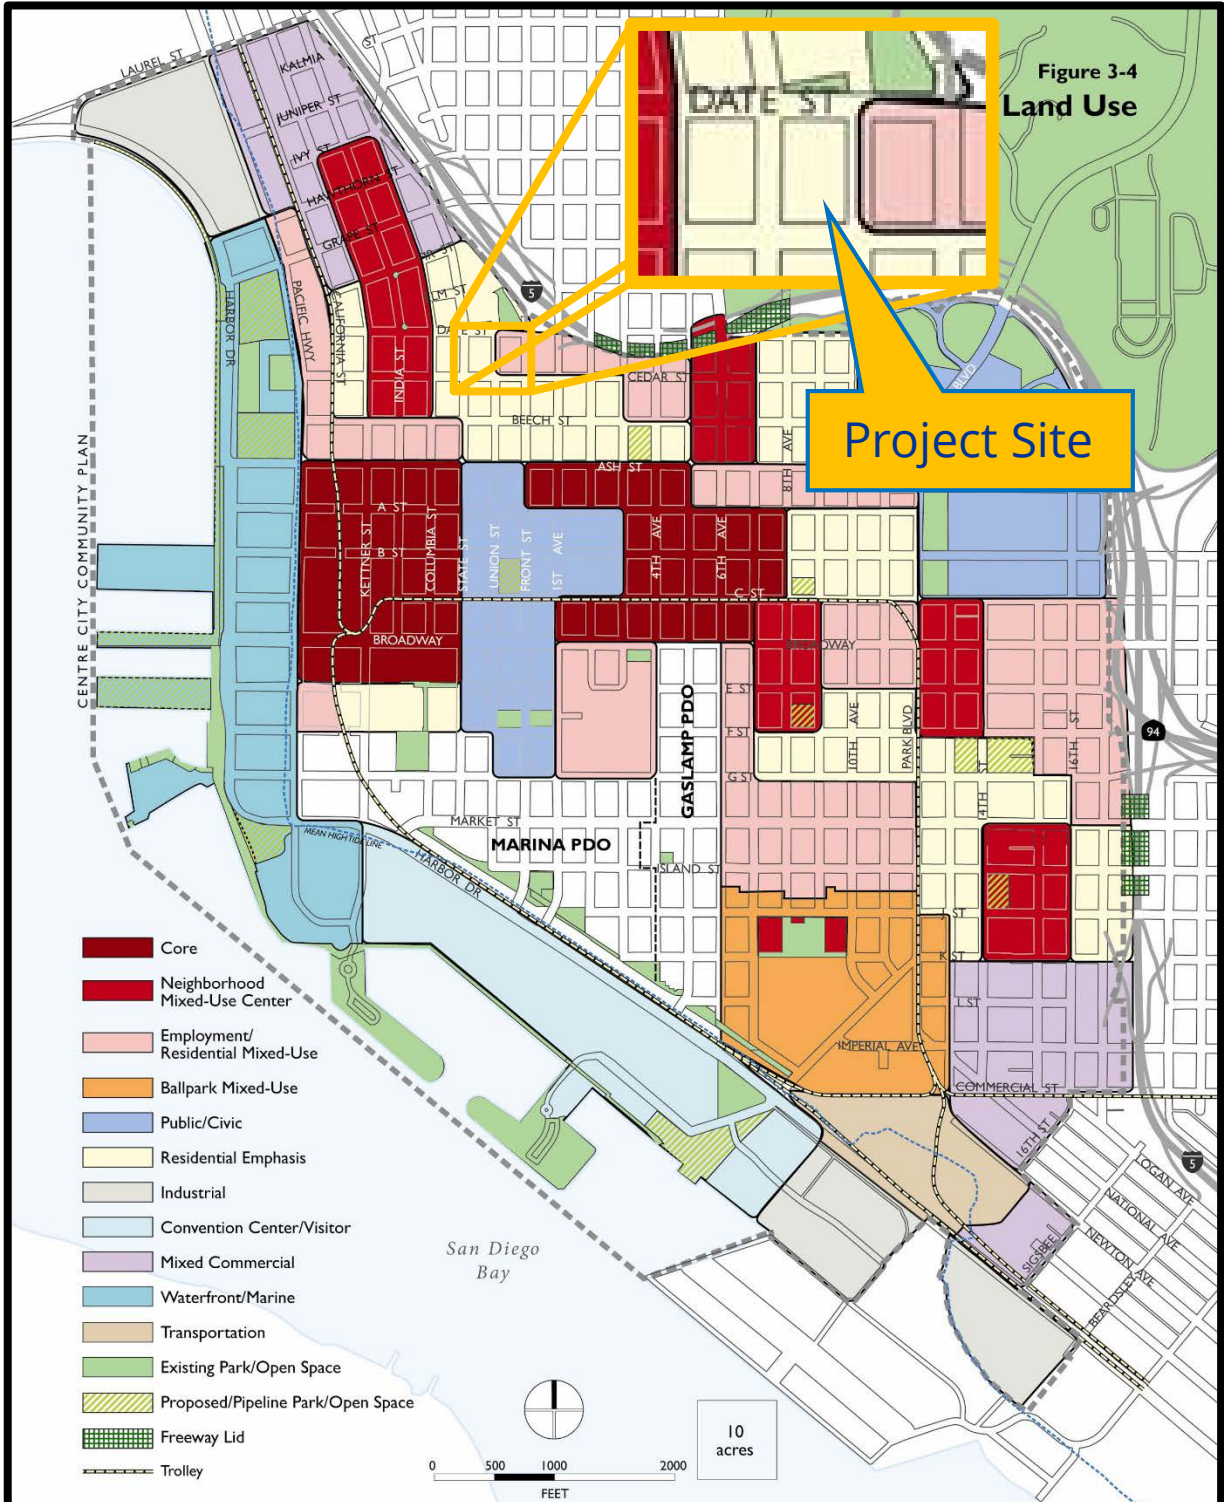 Figure 3-4
Land Use
DATE ST
Project Site
LAUREL ST
ST
KALMIA
JUNIPER ST
IVY ST
HAWTHORN ST
GRAPE ST
DATE ST
5
HARBOR DR
PACIFIC HWY
CALIFORNIA ST
INDIA ST
CEDAR ST
BLVD
BEECH ST
ASH ST
8TH AVE
A ST
B ST
KETTNER ST
COLUMBIA ST
STATE ST
UNION ST
FRONT ST
1ST AVE
4TH AVE
6TH AVE
C ST
BROADWAY
BROADWAY
CENTRE CITY COMMUNITY PLAN
E ST
F ST
G ST
10TH AVE
PARK BLVD
14TH ST
16TH ST
94
GASLAMP PDO
MARKET ST
MARINA PDO
ISLAND ST
MEAN HIGH TIDE LINE
HARBOR DR
J ST
K ST
L ST
IMPERIAL AVE
COMMERCIAL ST
16TH ST
5
LOGAN AVE
NATIONAL AVE
NEWTON AVE
SIGSBEE
BEARDSLEY
San Diego
Bay
Core
Neighborhood
Mixed-Use Center
Employment/
Residential Mixed-Use
Ballpark Mixed-Use
Public/Civic
Residential Emphasis
Industrial
Convention Center/Visitor
Mixed Commercial
Waterfront/Marine
Transportation
Existing Park/Open Space
Proposed/Pipeline Park/Open Space
Freeway Lid
Trolley
0 500 1000 2000
FEET
10
acres